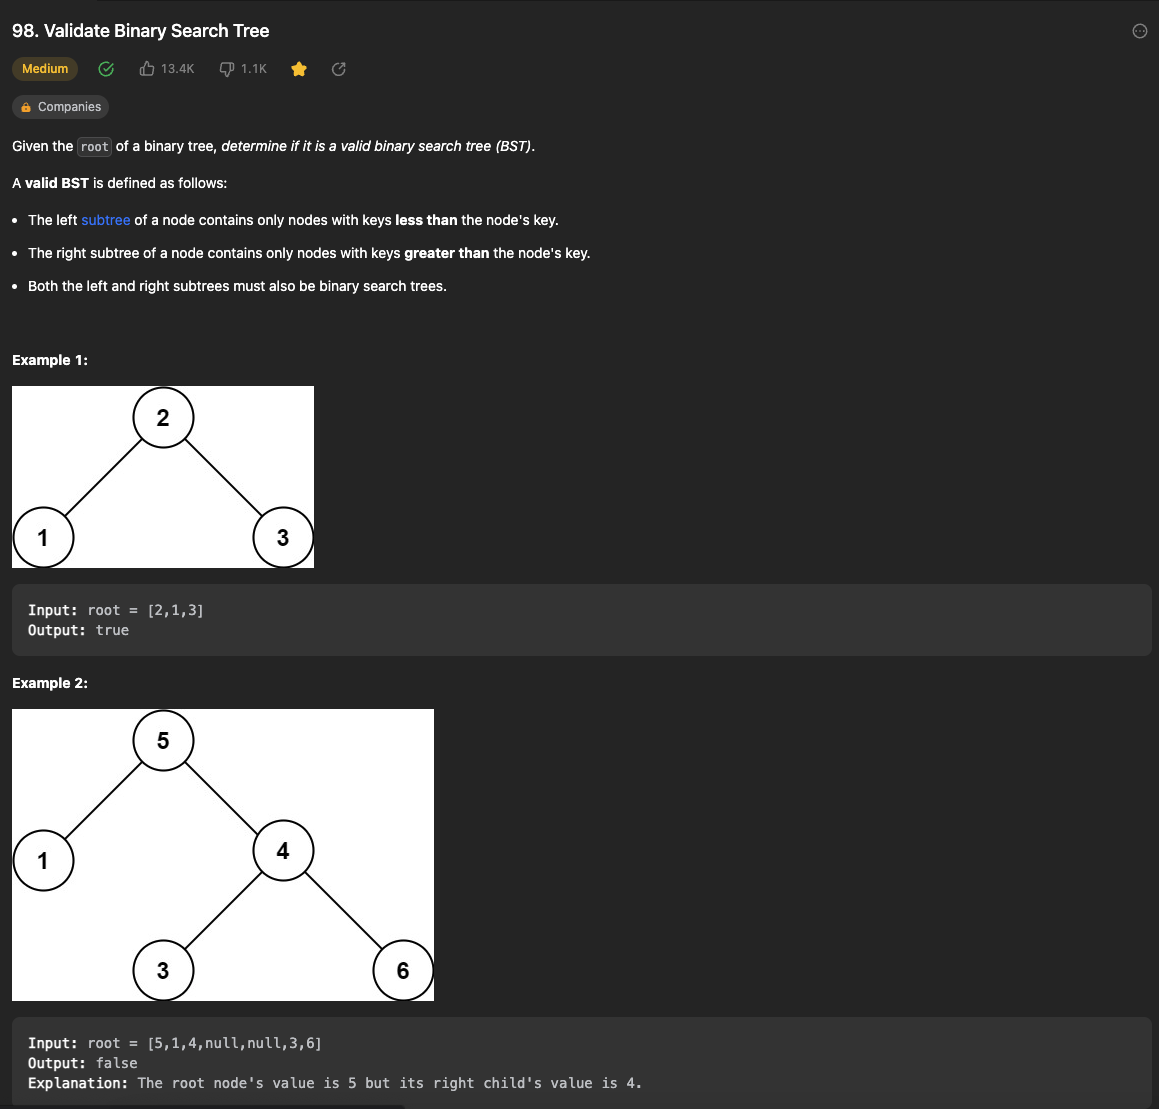 98. Validate Binary Search Tree
Medium 13.4K 1.1K
Companies
Given the root of a binary tree, determine if it is a valid binary search tree (BST).
A valid BST is defined as follows:
• The left subtree of a node contains only nodes with keys less than the node's key.
• The right subtree of a node contains only nodes with keys greater than the node's key.
• Both the left and right subtrees must also be binary search trees.
Example 1:
2
1 3
Input: root = [2,1,3]
Output: true
Example 2:
5
4
1
3 6
Input: root = [5,1,4,null,null,3,6]
Output: false
Explanation: The root node's value is 5 but its right child's value is 4.